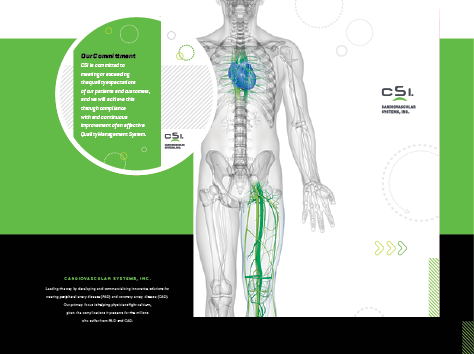 Our Commitment
CSI is committed to
meeting or exceeding
the quality expectations
of our patients and customers,
and we will achieve this
through compliance
with and continuous
improvement of an effective
Quality Management System.
CSI.
CARDIOVASCULAR
SYSTEMS, INC.
CSI.
CARDIOVASCULAR
SYSTEMS, INC.
CARDIOVASCULAR SYSTEMS, INC.
Leading the way by developing and commercializing innovative solutions for
treating peripheral artery disease (PAD) and coronary artery disease (CAD).
Our primary focus is helping physicians fight calcium,
given the complications it presents for the millions
who suffer from PAD and CAD.